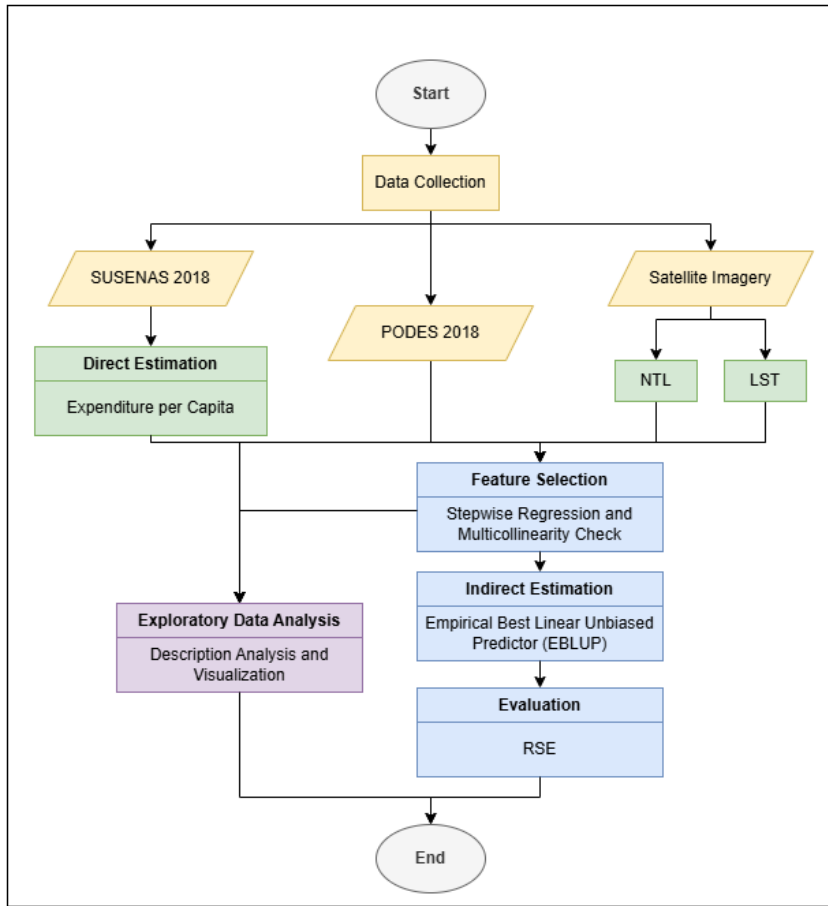 Start
Data Collection
SUSENAS 2018
PODES 2018
Satellite Imagery
Direct Estimation
Expenditure per Capita
NTL
LST
Feature Selection
Stepwise Regression and
Multicollinearity Check
Indirect Estimation
Empirical Best Linear Unbiased
Predictor (EBLUP)
Exploratory Data Analysis
Description Analysis and
Visualization
Evaluation
RSE
End